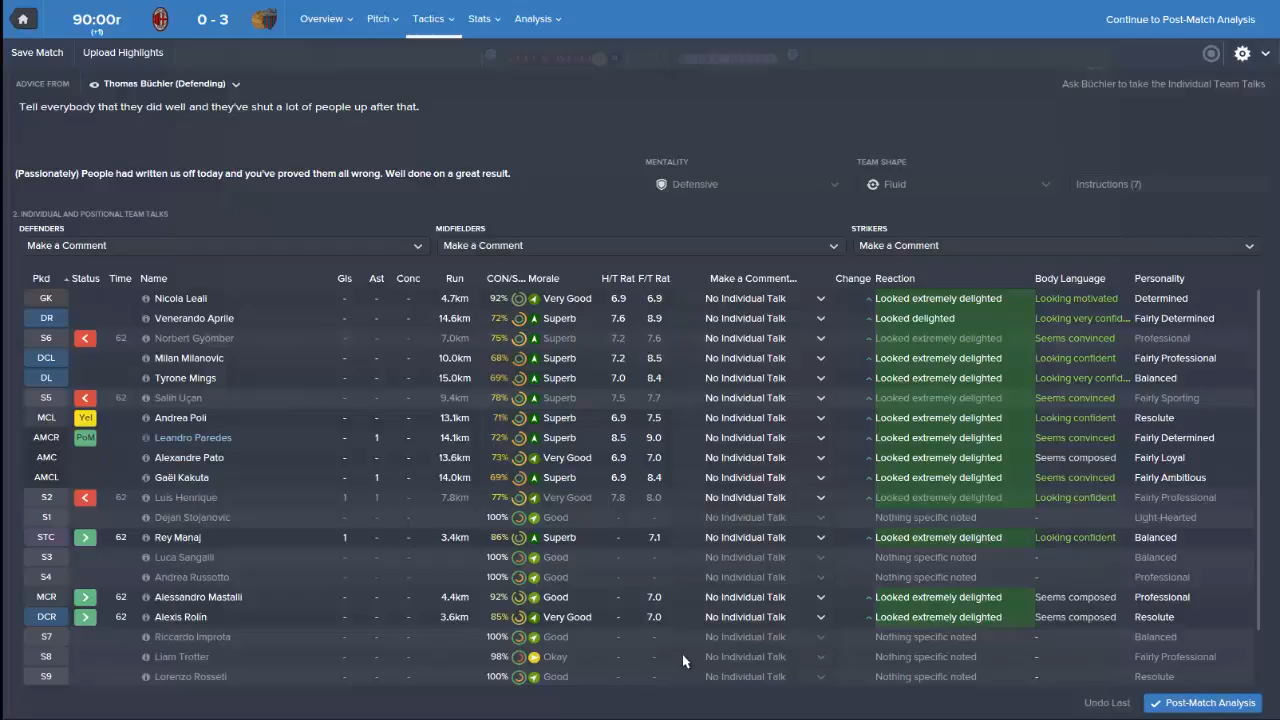 90:00r 0 - 3 Overview Pitch Tactics Stats Analysis Continue to Post-Match Analysis
(+1)
Save Match Upload Highlights
ADVICE FROM Thomas Büchler (Defending) Ask Büchler to take the Individual Team Talks
Tell everybody that they did well and they've shut a lot of people up after that.
MENTALITY TEAM SHAPE
(Passionately) People had written us off today and you've proved them all wrong. Well done on a great result.
Defensive Fluid Instructions (7)
2. INDIVIDUAL AND POSITIONAL TEAM TALKS
DEFENDERS MIDFIELDERS STRIKERS
Make a Comment Make a Comment Make a Comment
Pkd Status Time Name Gls Ast Conc Run CON/S... Morale H/T Rat F/T Rat Make a Comment... Change Reaction Body Language Personality
GK Nicola Leali - - - 4.7km 92% Very Good 6.9 6.9 No Individual Talk Looked extremely delighted Looking motivated Determined
DR Venerando Aprile - - - 14.6km 72% Superb 7.6 8.9 No Individual Talk Looked delighted Looking very confid... Fairly Determined
S6 62 Norbert Gyömber - - - 7.0km 75% Superb 7.2 7.6 No Individual Talk Looked extremely delighted Seems convinced Professional
DCL Milan Milanovic - - - 10.0km 68% Superb 7.2 8.5 No Individual Talk Looked extremely delighted Looking confident Fairly Professional
DL Tyrone Mings - - - 15.0km 69% Superb 7.0 8.4 No Individual Talk Looked extremely delighted Looking very confid... Balanced
S5 62 Salih Uçan - - - 9.4km 78% Superb 7.5 7.7 No Individual Talk Looked extremely delighted Seems convinced Fairly Sporting
MCL Yel Andrea Poli - - - 13.1km 71% Superb 6.9 7.5 No Individual Talk Looked extremely delighted Looking confident Resolute
AMCR PoM Leandro Paredes - 1 - 14.1km 72% Superb 8.5 9.0 No Individual Talk Looked extremely delighted Seems convinced Fairly Determined
AMC Alexandre Pato - - - 13.6km 73% Very Good 6.9 7.0 No Individual Talk Looked extremely delighted Seems composed Fairly Loyal
AMCL Gaël Kakuta - 1 - 14.0km 69% Superb 6.9 8.4 No Individual Talk Looked extremely delighted Seems convinced Fairly Ambitious
S2 62 Luis Henrique 1 1 - 7.8km 77% Very Good 7.8 8.0 No Individual Talk Looked extremely delighted Looking confident Fairly Professional
S1 Dejan Stojanovic - - - 100% Good - - No Individual Talk Nothing specific noted - Light-Hearted
STC 62 Rey Manaj 1 - - 3.4km 86% Superb - 7.1 No Individual Talk Looked extremely delighted Looking confident Balanced
S3 Luca Sangalli - - - 100% Good - - No Individual Talk Nothing specific noted - Balanced
S4 Andrea Russotto - - - 100% Good - - No Individual Talk Nothing specific noted - Professional
MCR 62 Alessandro Mastalli - - - 4.4km 92% Good - 7.0 No Individual Talk Looked extremely delighted Seems composed Professional
DCR 62 Alexis Rolín - - - 3.6km 85% Very Good - 7.0 No Individual Talk Looked extremely delighted Seems composed Resolute
S7 Riccardo Improta - - - 100% Good - - No Individual Talk Nothing specific noted - Balanced
S8 Liam Trotter - - - 98% Okay - - No Individual Talk Nothing specific noted - Fairly Professional
S9 Lorenzo Rosseti - - - 100% Good - - No Individual Talk Nothing specific noted - Resolute
Undo Last Post-Match Analysis